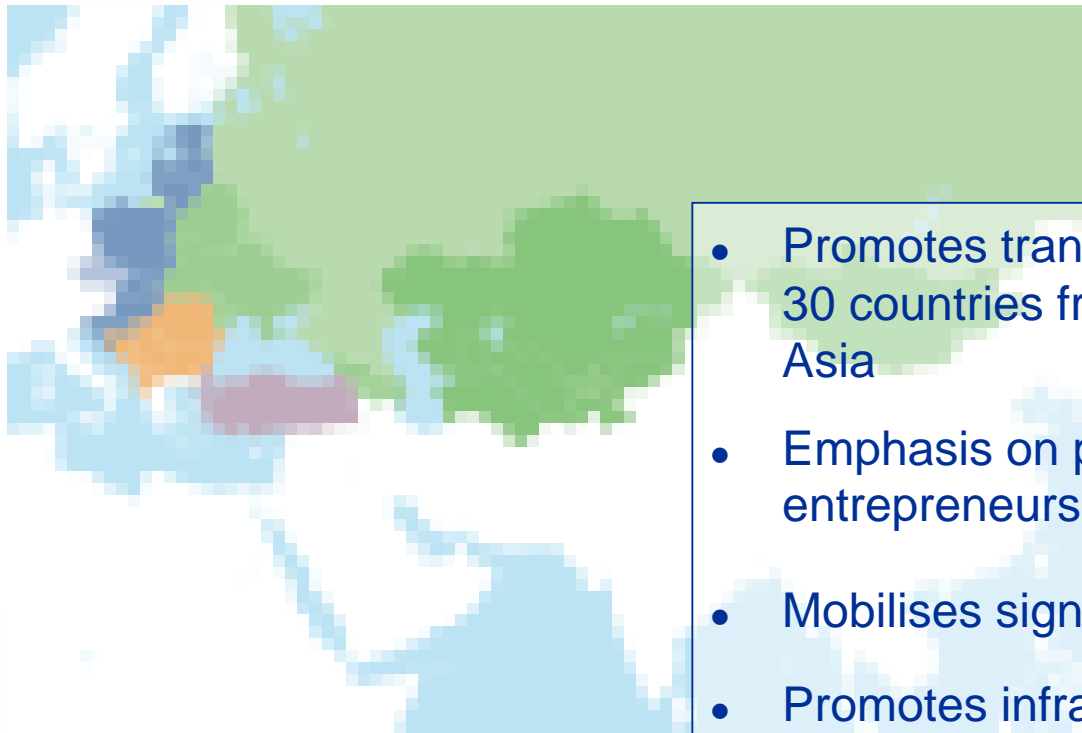 • Promotes tran
30 countries fr
Asia
• Emphasis on p
entrepreneurs
• Mobilises sign
• Promotes infra